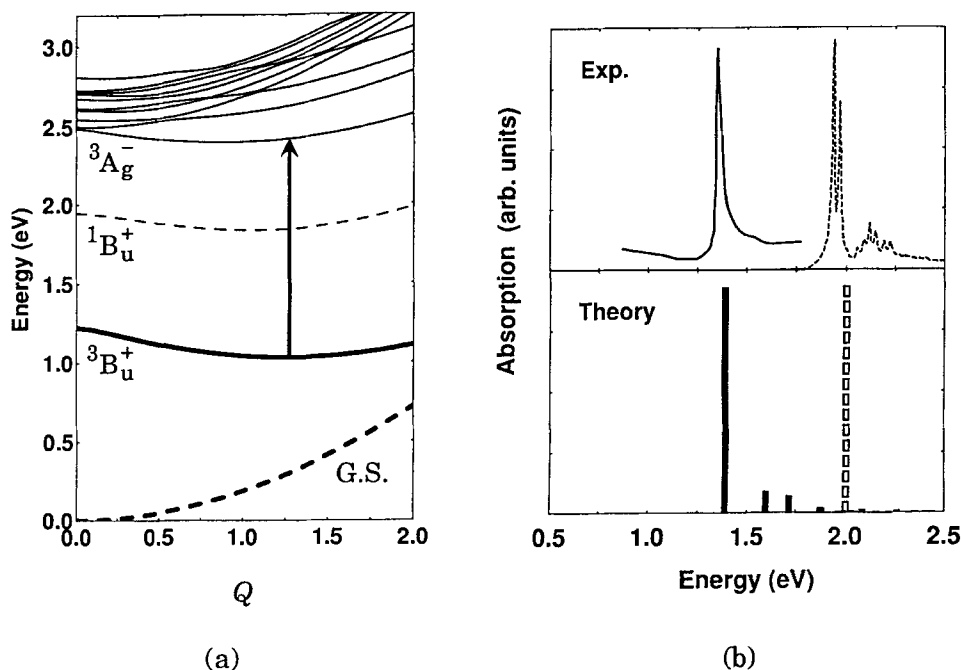 3.0
2.5
2.0
1.5
1.0
0.5
0.0
Energy (eV)
³A_g^-
¹B_u^+
³B_u^+
G.S.
0.0 0.5 1.0 1.5 2.0
Q
(a)
Exp.
Theory
Absorption (arb. units)
0.5 1.0 1.5 2.0 2.5
Energy (eV)
(b)